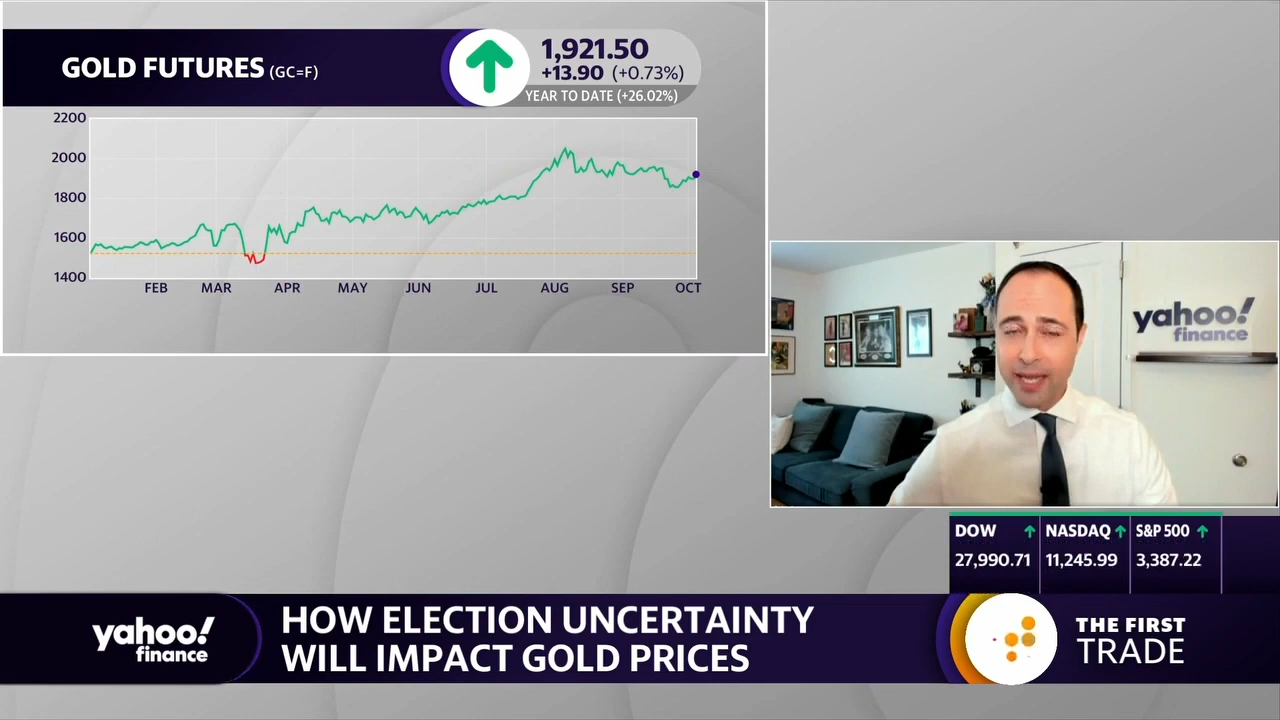 GOLD FUTURES (GC=F)
1,921.50
+13.90 (+0.73%)
YEAR TO DATE (+26.02%)
2200
2000
1800
1600
1400
FEB MAR APR MAY JUN JUL AUG SEP OCT
yahoo!
finance
DOW
27,990.71
NASDAQ
11,245.99
S&P 500
3,387.22
yahoo!
finance
HOW ELECTION UNCERTAINTY
WILL IMPACT GOLD PRICES
THE FIRST
TRADE